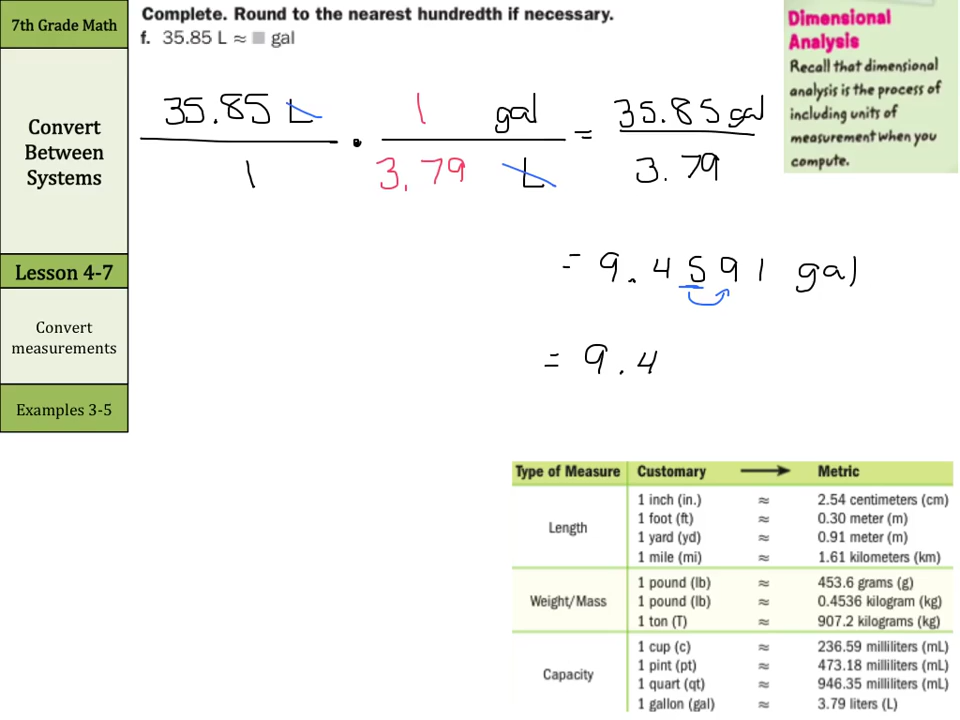 7th Grade Math
Convert
Between
Systems
Lesson 4-7
Convert
measurements
Examples 3-5
Complete. Round to the nearest hundredth if necessary.
f. 35.85 L ≈ ■ gal
35.85 L / 1 · 1 gal / 3.79 L = 35.85 gal / 3.79
= 9.4591 gal
= 9.4
Dimensional
Analysis
Recall that dimensional
analysis is the process of
including units of
measurement when you
compute.
Type of Measure Customary → Metric
Length
1 inch (in.) ≈ 2.54 centimeters (cm)
1 foot (ft) ≈ 0.30 meter (m)
1 yard (yd) ≈ 0.91 meter (m)
1 mile (mi) ≈ 1.61 kilometers (km)
Weight/Mass
1 pound (lb) ≈ 453.6 grams (g)
1 pound (lb) ≈ 0.4536 kilogram (kg)
1 ton (T) ≈ 907.2 kilograms (kg)
Capacity
1 cup (c) ≈ 236.59 milliliters (mL)
1 pint (pt) ≈ 473.18 milliliters (mL)
1 quart (qt) ≈ 946.35 milliliters (mL)
1 gallon (gal) ≈ 3.79 liters (L)